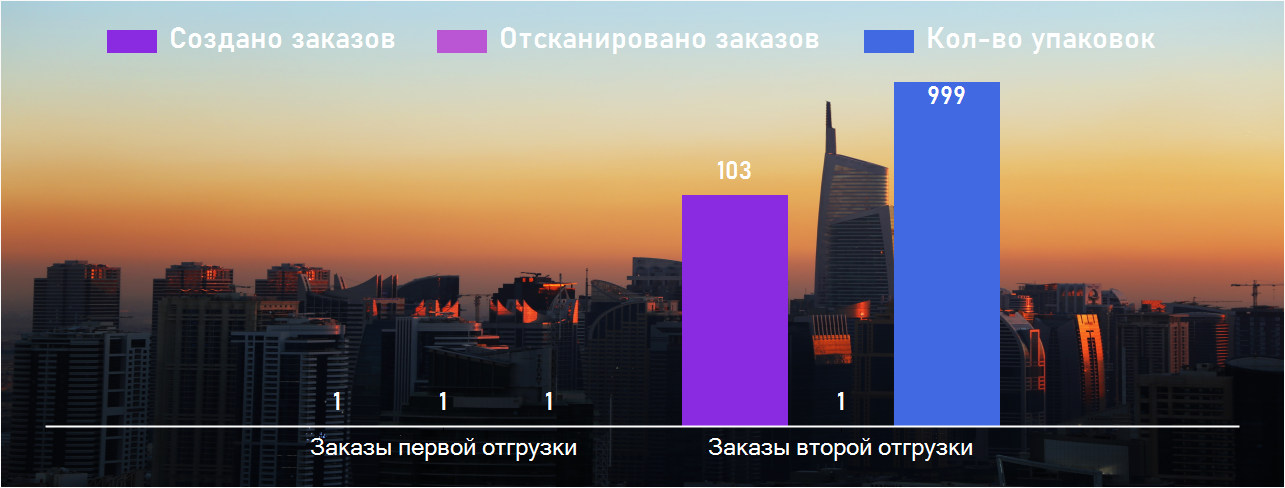 Создано заказов Отсканировано заказов Кол-во упаковок
999
103
1 1 1 1
Заказы первой отгрузки Заказы второй отгрузки